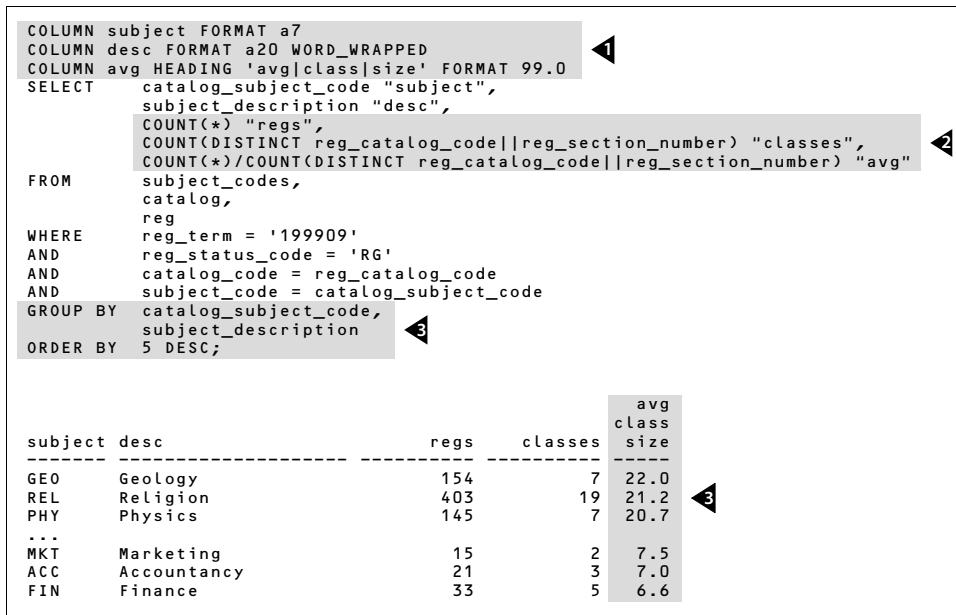 COLUMN subject FORMAT a7
COLUMN desc FORMAT a20 WORD_WRAPPED
1
COLUMN avg HEADING 'avg|class|size' FORMAT 99.0
SELECT catalog_subject_code "subject",
subject_description "desc",
COUNT(*) "regs",
COUNT(DISTINCT reg_catalog_code||reg_section_number) "classes",
2
COUNT(*)/COUNT(DISTINCT reg_catalog_code||reg_section_number) "avg"
FROM subject_codes,
catalog,
reg
WHERE reg_term = '199909'
AND reg_status_code = 'RG'
AND catalog_code = reg_catalog_code
AND subject_code = catalog_subject_code
GROUP BY catalog_subject_code,
subject_description
3
ORDER BY 5 DESC;
avg
class
subject desc regs classes size
------- -------------------- ---------- ---------- -----
GEO Geology 154 7 22.0
REL Religion 403 19 21.2
3
PHY Physics 145 7 20.7
...
MKT Marketing 15 2 7.5
ACC Accountancy 21 3 7.0
FIN Finance 33 5 6.6